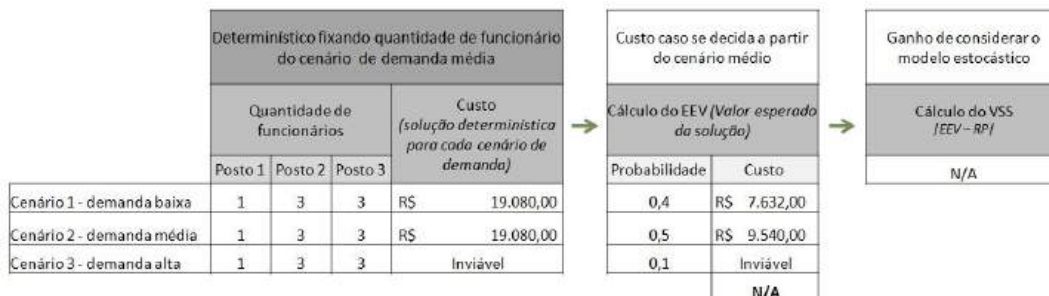 Determinístico fixando quantidade de funcionário
do cenário de demanda média
Quantidade de
funcionários
Custo
(solução determinística
para cada cenário de
demanda)
Posto 1 Posto 2 Posto 3
Cenário 1 - demanda baixa 1 3 3 R$ 19.080,00
Cenário 2 - demanda média 1 3 3 R$ 19.080,00
Cenário 3 - demanda alta 1 3 3 Inviável
Custo caso se decida a partir
do cenário médio
Cálculo do EEV (Valor esperado
da solução)
Probabilidade Custo
0,4 R$ 7.632,00
0,5 R$ 9.540,00
0,1 Inviável
N/A
Ganho de considerar o
modelo estocástico
Cálculo do VSS
|EEV – RP|
N/A